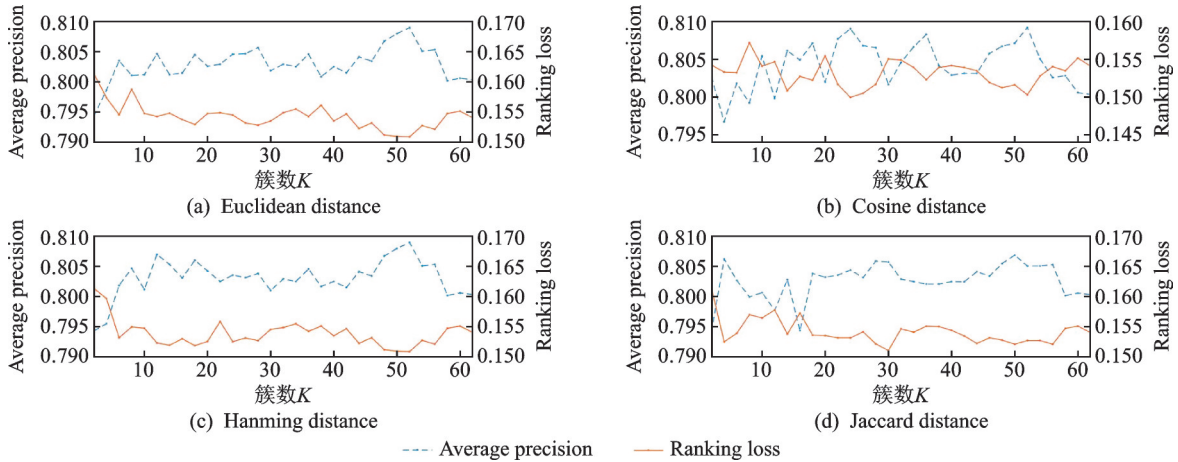 Average precision
0.810
0.805
0.800
0.795
0.790
0.170
0.165
0.160
0.155
0.150
Ranking loss
10 20 30 40 50 60
簇数K
(a) Euclidean distance
Average precision
0.810
0.805
0.800
0.795
0.160
0.155
0.150
0.145
Ranking loss
10 20 30 40 50 60
簇数K
(b) Cosine distance
Average precision
0.810
0.805
0.800
0.795
0.790
0.170
0.165
0.160
0.155
0.150
Ranking loss
10 20 30 40 50 60
簇数K
(c) Hanming distance
Average precision
0.810
0.805
0.800
0.795
0.790
0.170
0.165
0.160
0.155
0.150
Ranking loss
10 20 30 40 50 60
簇数K
(d) Jaccard distance
Average precision Ranking loss